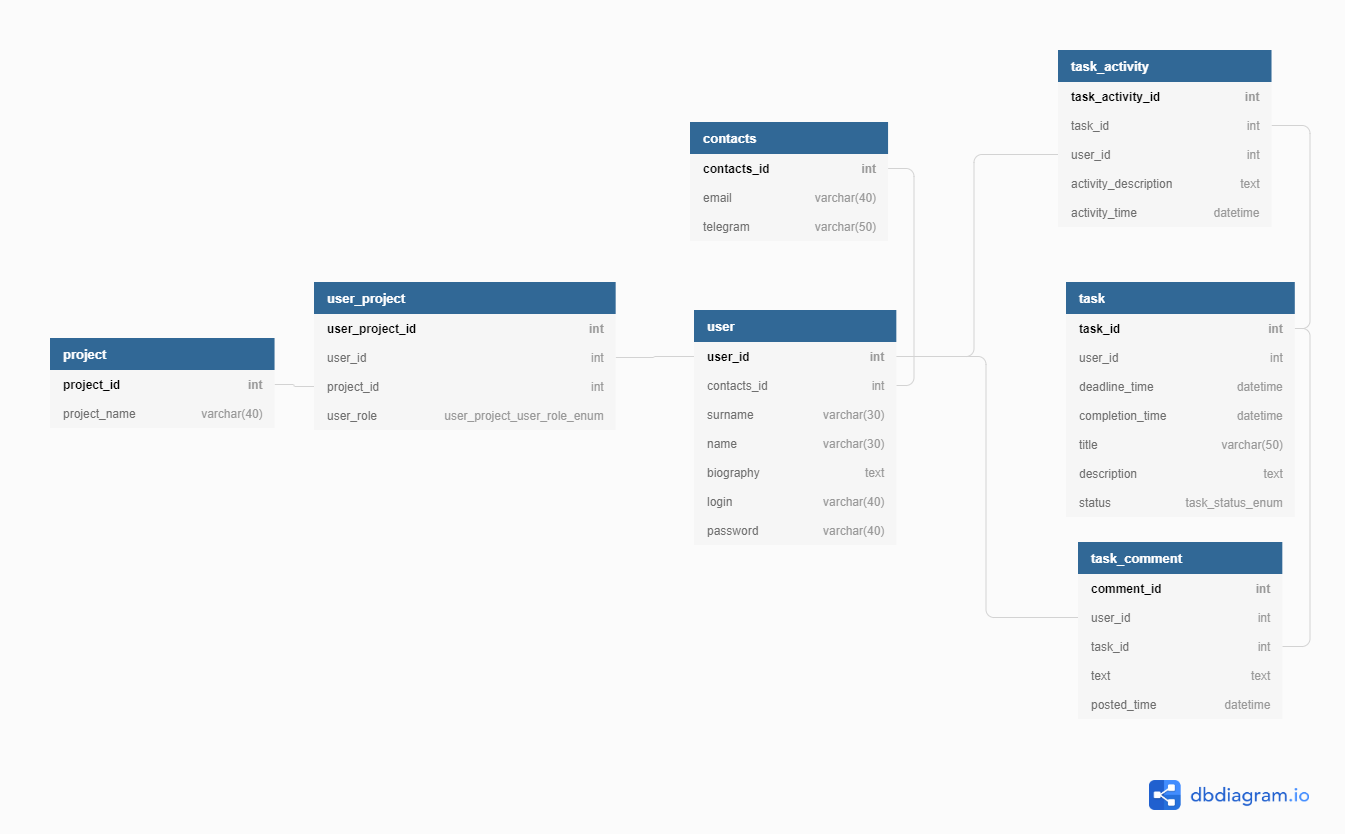 project
project_id int
project_name varchar(40)
user_project
user_project_id int
user_id int
project_id int
user_role user_project_user_role_enum
contacts
contacts_id int
email varchar(40)
telegram varchar(50)
user
user_id int
contacts_id int
surname varchar(30)
name varchar(30)
biography text
login varchar(40)
password varchar(40)
task_activity
task_activity_id int
task_id int
user_id int
activity_description text
activity_time datetime
task
task_id int
user_id int
deadline_time datetime
completion_time datetime
title varchar(50)
description text
status task_status_enum
task_comment
comment_id int
user_id int
task_id int
text text
posted_time datetime
dbdiagram.io